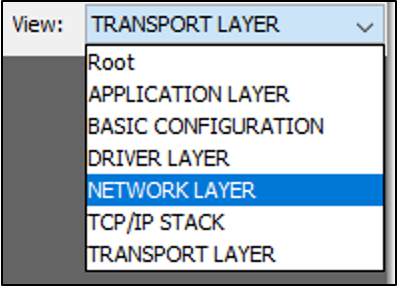 View: TRANSPORT LAYER
Root
APPLICATION LAYER
BASIC CONFIGURATION
DRIVER LAYER
NETWORK LAYER
TCP/IP STACK
TRANSPORT LAYER